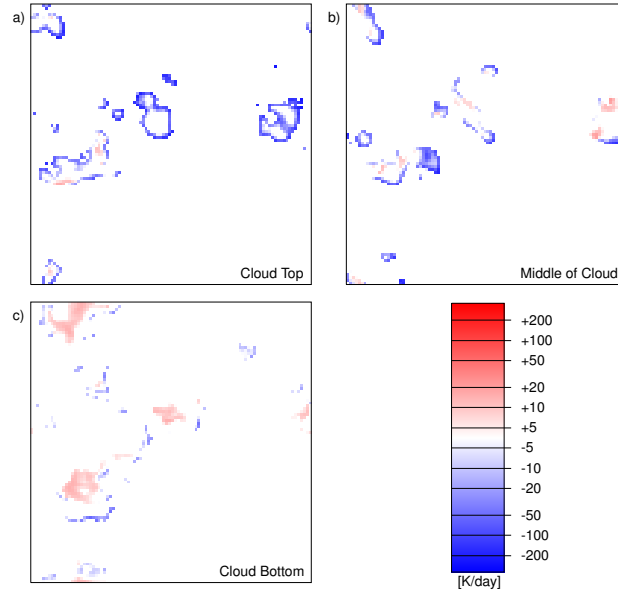 a)
Cloud Top
b)
Middle of Cloud
c)
Cloud Bottom
+200
+100
+50
+20
+10
+5
-5
-10
-20
-50
-100
-200
[K/day]